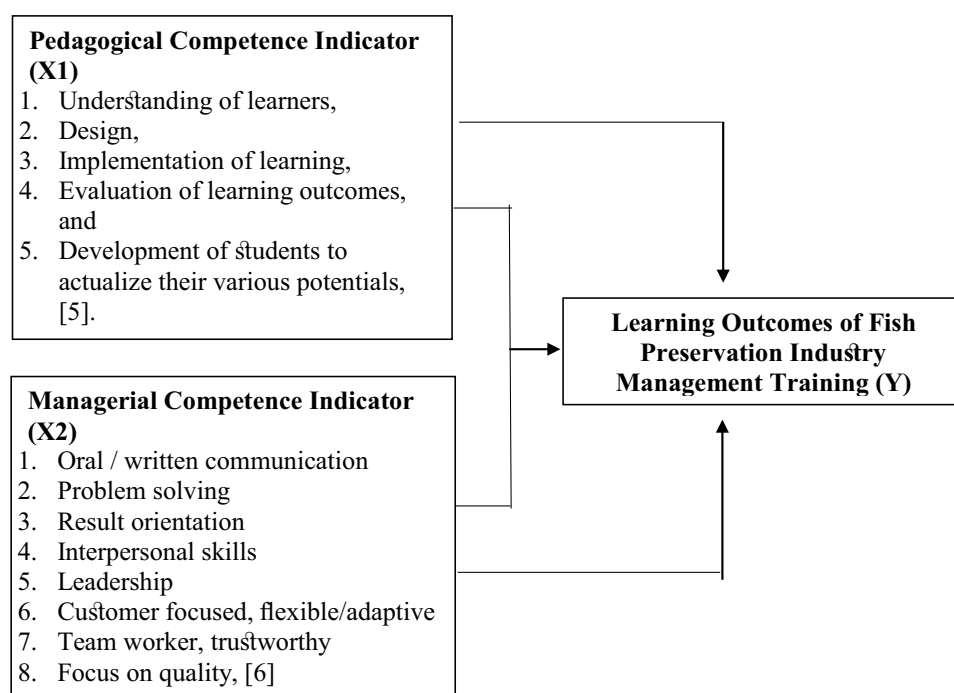 Pedagogical Competence Indicator
(X1)
1. Understanding of learners,
2. Design,
3. Implementation of learning,
4. Evaluation of learning outcomes,
and
5. Development of students to
actualize their various potentials,
[5].
Learning Outcomes of Fish
Preservation Industry
Management Training (Y)
Managerial Competence Indicator
(X2)
1. Oral / written communication
2. Problem solving
3. Result orientation
4. Interpersonal skills
5. Leadership
6. Customer focused, flexible/adaptive
7. Team worker, trustworthy
8. Focus on quality, [6]